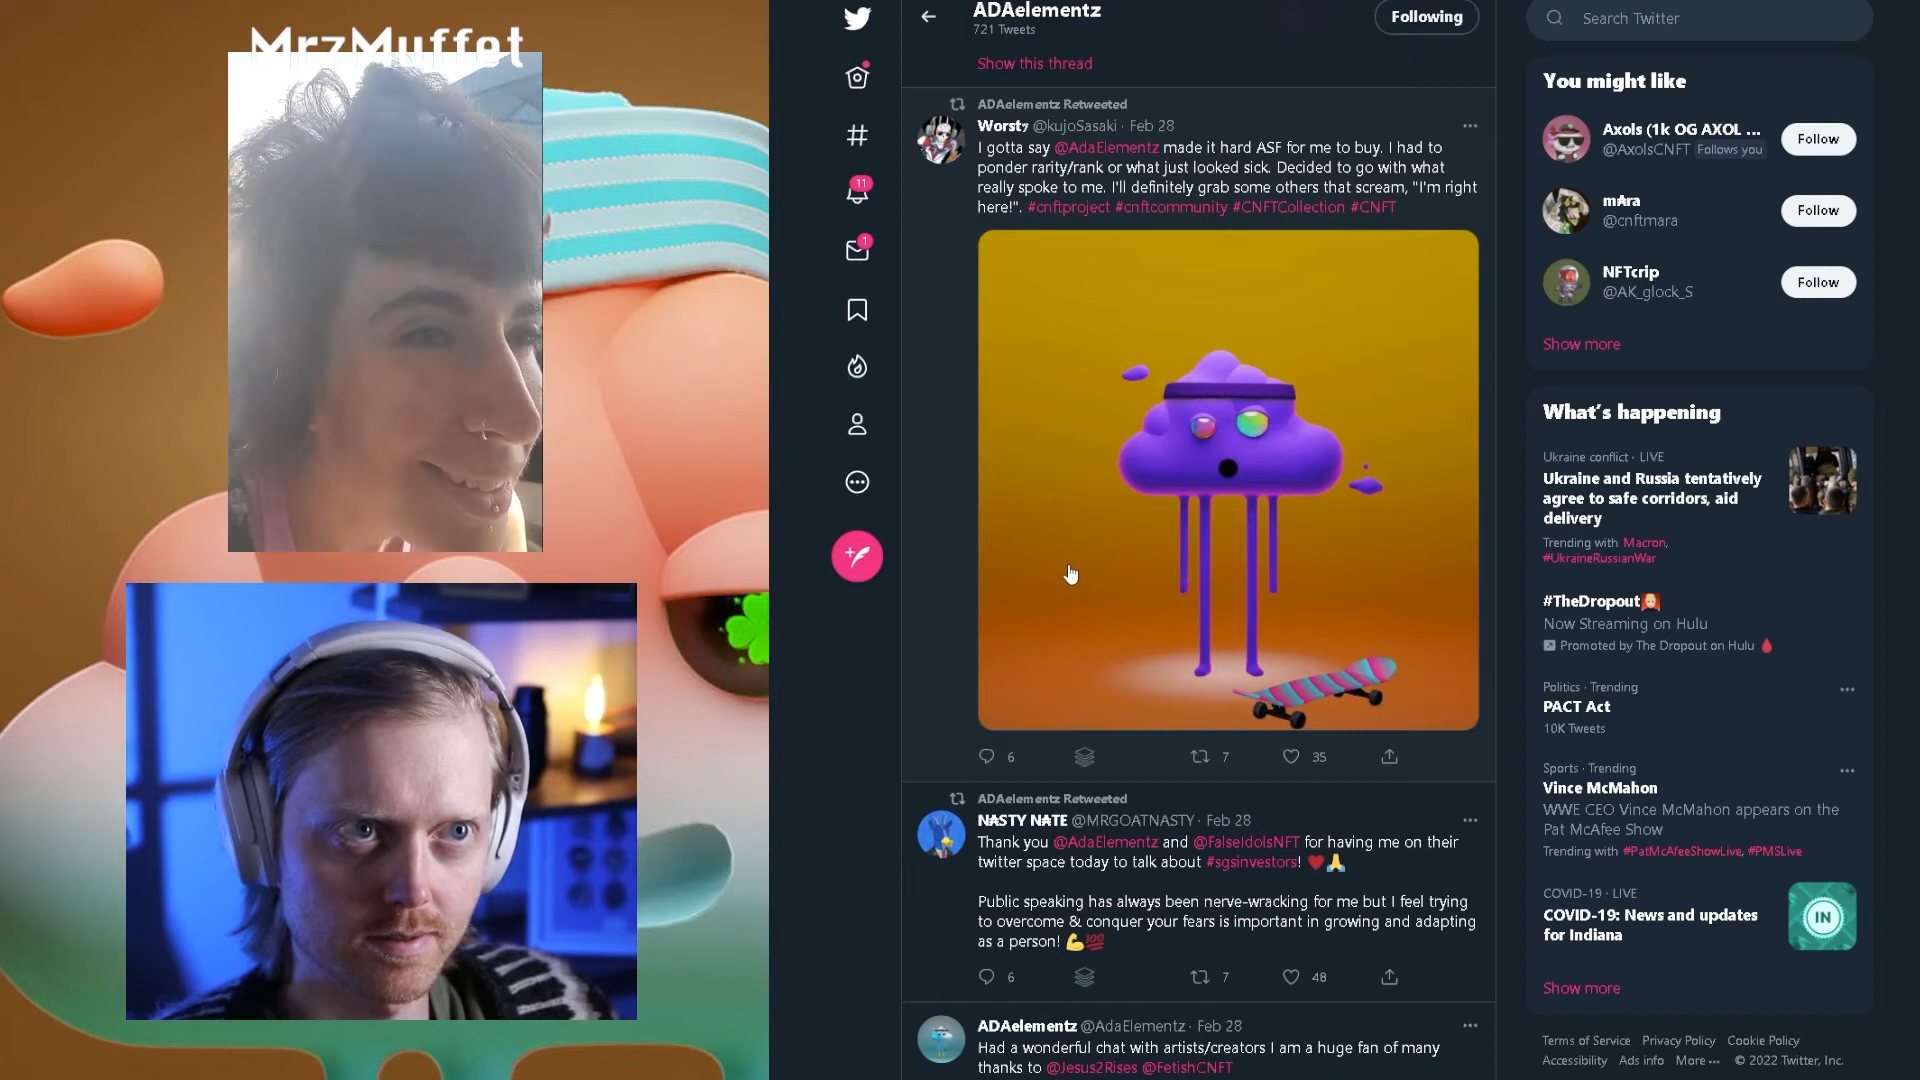 MrzMuffet
ADAelementz
721 Tweets
Following
Show this thread
ADAelementz Retweeted
Worsty @kujoSasaki · Feb 28
I gotta say @AdaElementz made it hard ASF for me to buy. I had to
ponder rarity/rank or what just looked sick. Decided to go with what
really spoke to me. I'll definitely grab some others that scream, "I'm right
here!". #cnftproject #cnftcommunity #CNFTCollection #CNFT
6 7 35
ADAelementz Retweeted
N₳STY N₳TE @MRGOATNASTY · Feb 28
Thank you @AdaElementz and @FalseIdolsNFT for having me on their
twitter space today to talk about #sgsinvestors! ❤️🙏
Public speaking has always been nerve-wracking for me but I feel trying
to overcome & conquer your fears is important in growing and adapting
as a person! 💪💯
6 7 48
ADAelementz @AdaElementz · Feb 28
Had a wonderful chat with artists/creators I am a huge fan of many
thanks to @Jesus2Rises @FetishCNFT
11
1
Search Twitter
You might like
Axols (1k OG AXOL ...
@AxolsCNFT Follows you
Follow
m₳ra
@cnftmara
Follow
NFTcrip
@AK_glock_S
Follow
Show more
What's happening
Ukraine conflict · LIVE
Ukraine and Russia tentatively
agree to safe corridors, aid
delivery
Trending with Macron,
#UkraineRussianWar
#TheDropout
Now Streaming on Hulu
Promoted by The Dropout on Hulu 🩸
Politics · Trending
PACT Act
10K Tweets
Sports · Trending
Vince McMahon
WWE CEO Vince McMahon appears on the
Pat McAfee Show
Trending with #PatMcAfeeShowLive, #PMSLive
COVID-19 · LIVE
COVID-19: News and updates
for Indiana
IN
Show more
Terms of Service Privacy Policy Cookie Policy
Accessibility Ads info More ··· © 2022 Twitter, Inc.